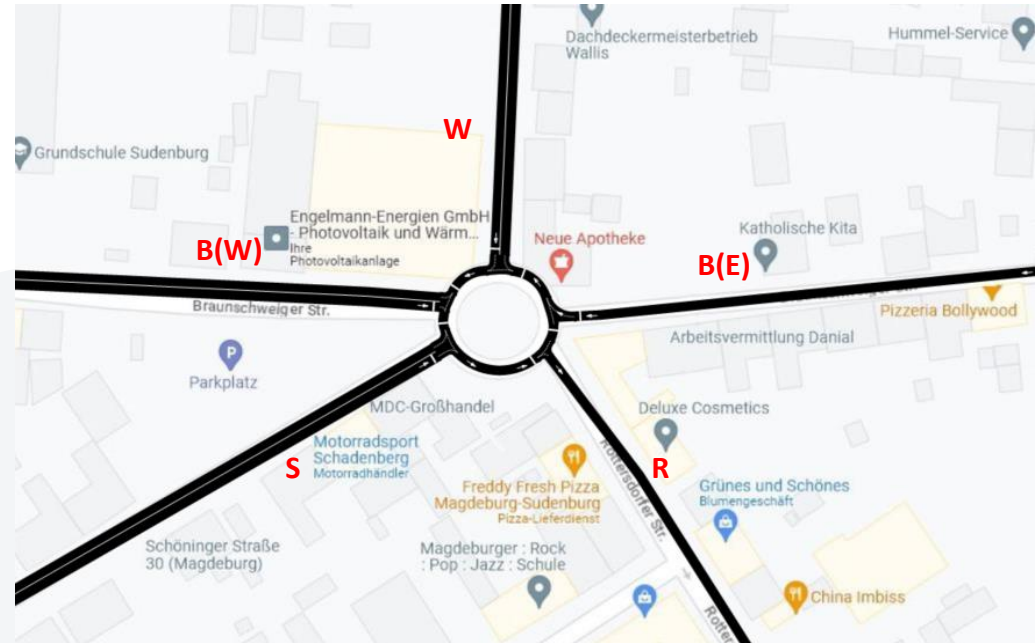 Dachdeckermeisterbetrieb
Wallis
Hummel-Service
W
Grundschule Sudenburg
Engelmann-Energien GmbH
- Photovoltaik und Wärm...
Ihre
Photovoltaikanlage
B(W)
Neue Apotheke
Katholische Kita
B(E)
Braunschweiger Str.
Pizzeria Bollywood
Arbeitsvermittlung Danial
P
Parkplatz
MDC-Großhandel
Deluxe Cosmetics
Motorradsport
Schadenberg
Motorradhändler
S
Rottersdorfer Str.
R
Freddy Fresh Pizza
Magdeburg-Sudenburg
Pizza-Lieferdienst
Grünes und Schönes
Blumengeschäft
Schöninger Straße
30 (Magdeburg)
Magdeburger : Rock
: Pop : Jazz : Schule
China Imbiss
Rotter